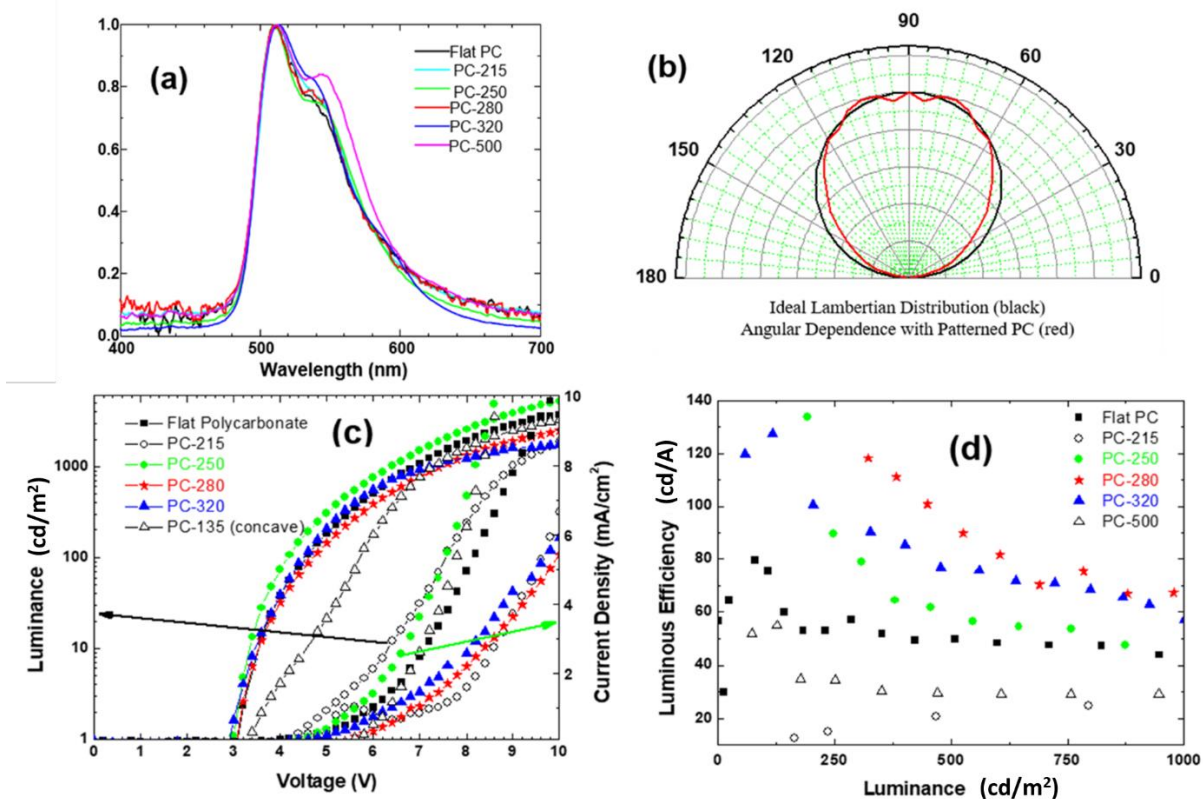 (a)
1.0
0.8
0.6
0.4
0.2
0.0
400
500
600
700
Wavelength (nm)
Flat PC
PC-215
PC-250
PC-280
PC-320
PC-500
(b)
90
120
60
150
30
180
0
Ideal Lambertian Distribution (black)
Angular Dependence with Patterned PC (red)
(c)
Luminance (cd/m²)
1000
100
10
1
Flat Polycarbonate
PC-215
PC-250
PC-280
PC-320
PC-135 (concave)
10
8
6
4
2
Current Density (mA/cm²)
0 1 2 3 4 5 6 7 8 9 10
Voltage (V)
(d)
Luminous Efficiency (cd/A)
140
120
100
80
60
40
20
Flat PC
PC-215
PC-250
PC-280
PC-320
PC-500
0 250 500 750 1000
Luminance (cd/m²)